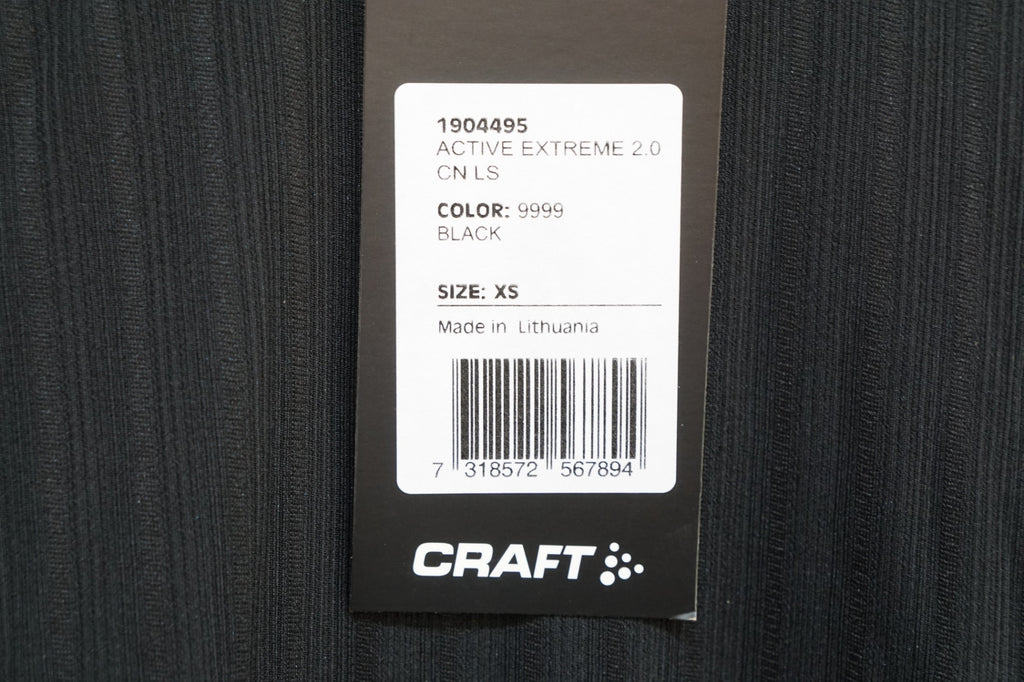 1904495
ACTIVE EXTREME 2.0
CN LS
COLOR: 9999
BLACK
SIZE: XS
Made in Lithuania
7 318572 567894
CRAFT